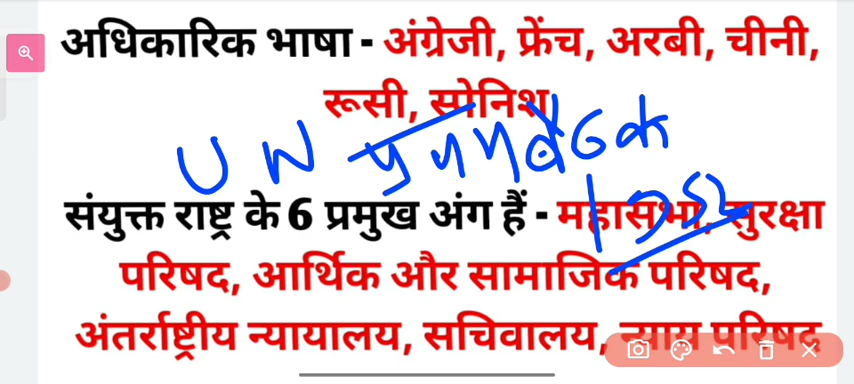 अधिकारिक भाषा - अंग्रेजी, फ्रेंच, अरबी, चीनी,
रूसी, स्पेनिश
U N
संयुक्त राष्ट्र के 6 प्रमुख अंग हैं - महासभा, सुरक्षा
परिषद, आर्थिक और सामाजिक परिषद,
अंतर्राष्ट्रीय न्यायालय, सचिवालय, न्याय परिषद